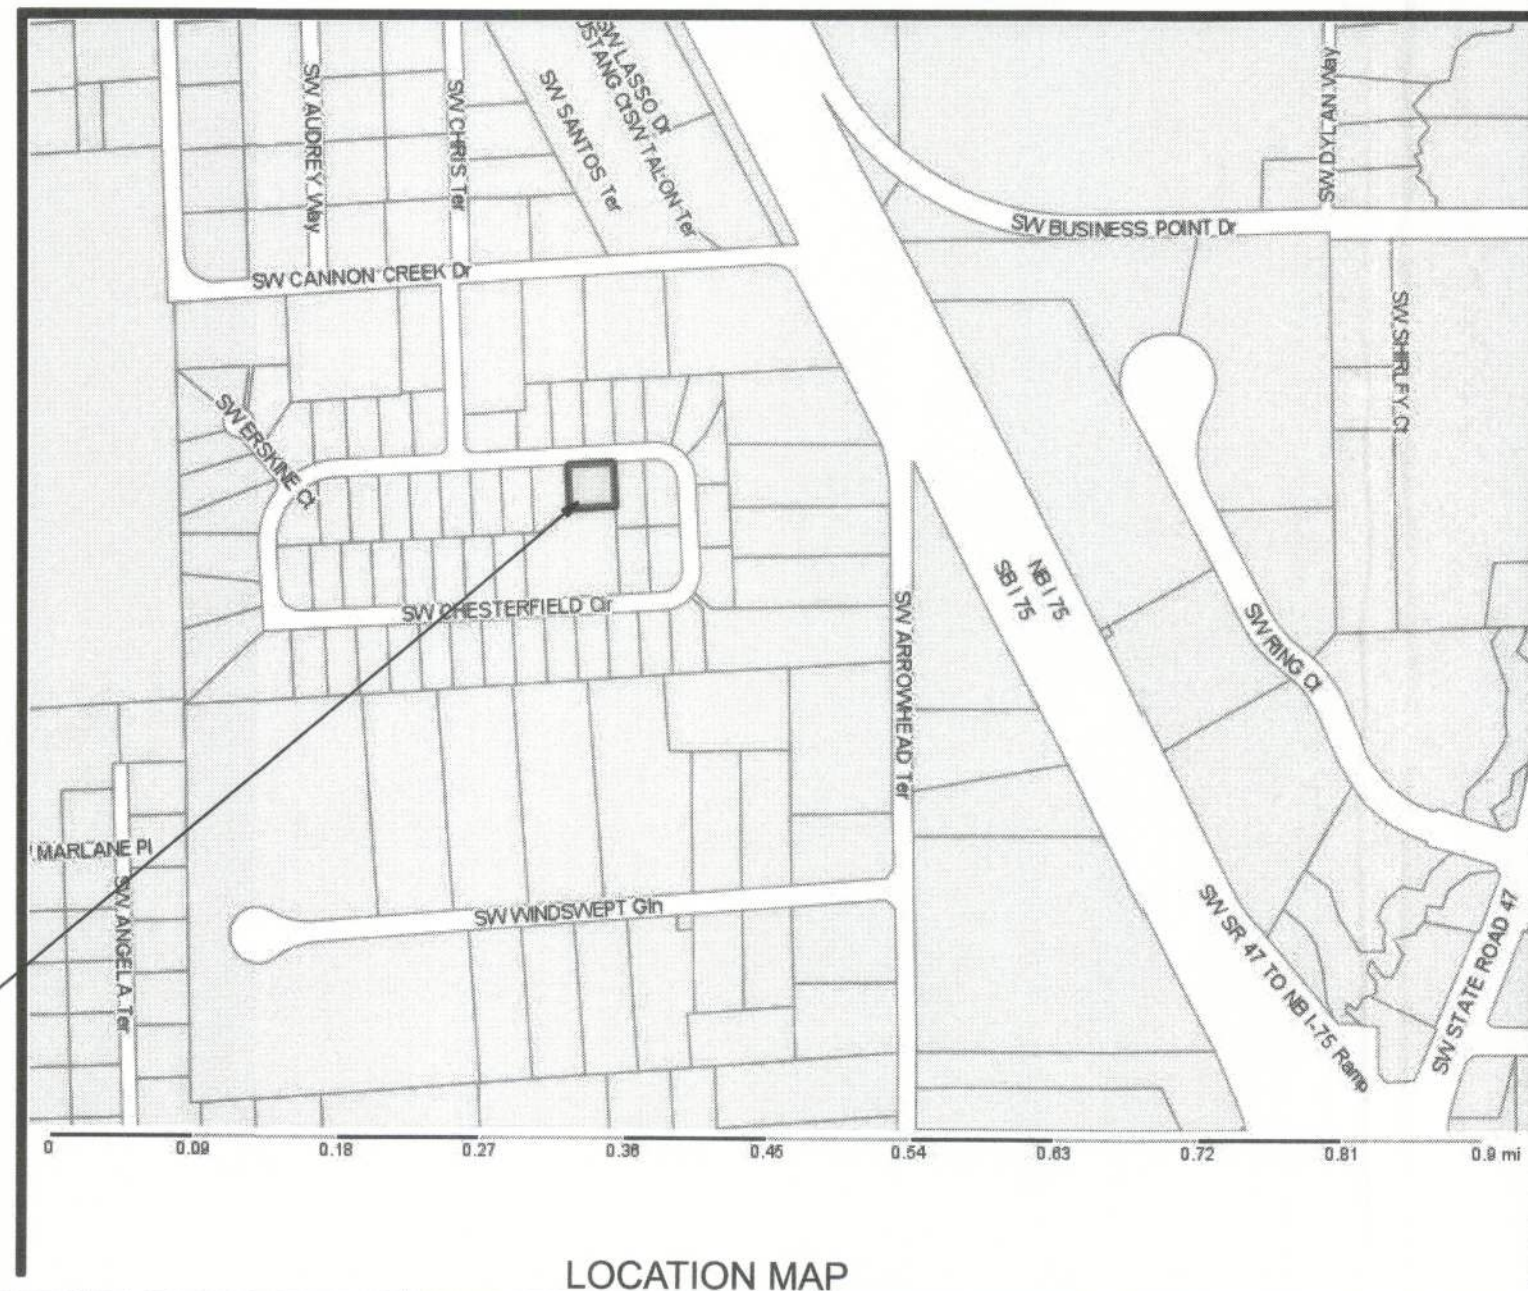 SW LASSO Dr
SW TALON Ter
SW SANTOS Ter
SW AUDREY Way
SW CHRIS Ter
SW DYLAN Way
SW BUSINESS POINT Dr
SW CANNON CREEK Dr
SW SHIRLEY Ct
SW ERSKINE Ct
NB I 75
SB I 75
SW CHESTERFIELD Cir
SW ARROWHEAD Ter
SW RING Ct
MARLANE Pl
SW ANGELA Ter
SW WINDSWEPT Gln
SW SR 47 TO NB I-75 Ramp
SW STATE ROAD 47
0 0.09 0.18 0.27 0.36 0.45 0.54 0.63 0.72 0.81 0.9 mi
LOCATION MAP